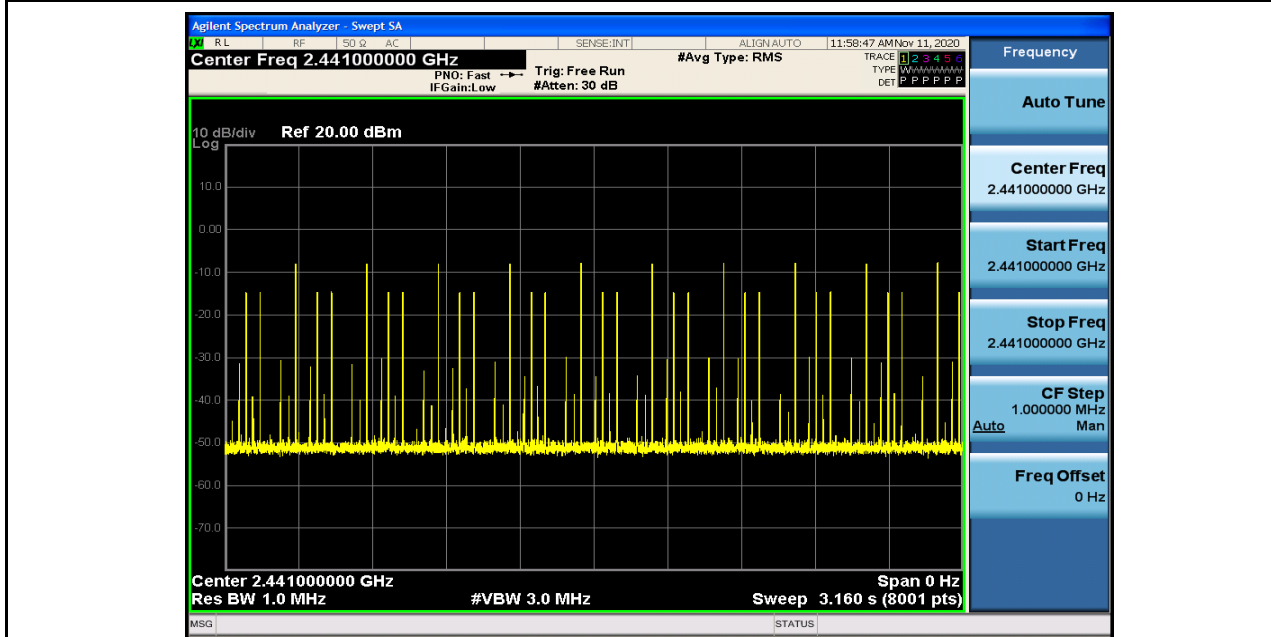 Agilent Spectrum Analyzer - Swept SA
LXI RL RF 50 Ω AC SENSE:INT ALIGN AUTO 11:58:47 AM Nov 11, 2020
Center Freq 2.441000000 GHz #Avg Type: RMS TRACE 1 2 3 4 5 6
PNO: Fast Trig: Free Run TYPE WWWWWW
IFGain:Low #Atten: 30 dB DET P P P P P P
10 dB/div Ref 20.00 dBm
Log
10.0
0.00
-10.0
-20.0
-30.0
-40.0
-50.0
-60.0
-70.0
Center 2.441000000 GHz Span 0 Hz
Res BW 1.0 MHz #VBW 3.0 MHz Sweep 3.160 s (8001 pts)
MSG STATUS
Frequency
Auto Tune
Center Freq
2.441000000 GHz
Start Freq
2.441000000 GHz
Stop Freq
2.441000000 GHz
CF Step
1.000000 MHz
Auto Man
Freq Offset
0 Hz